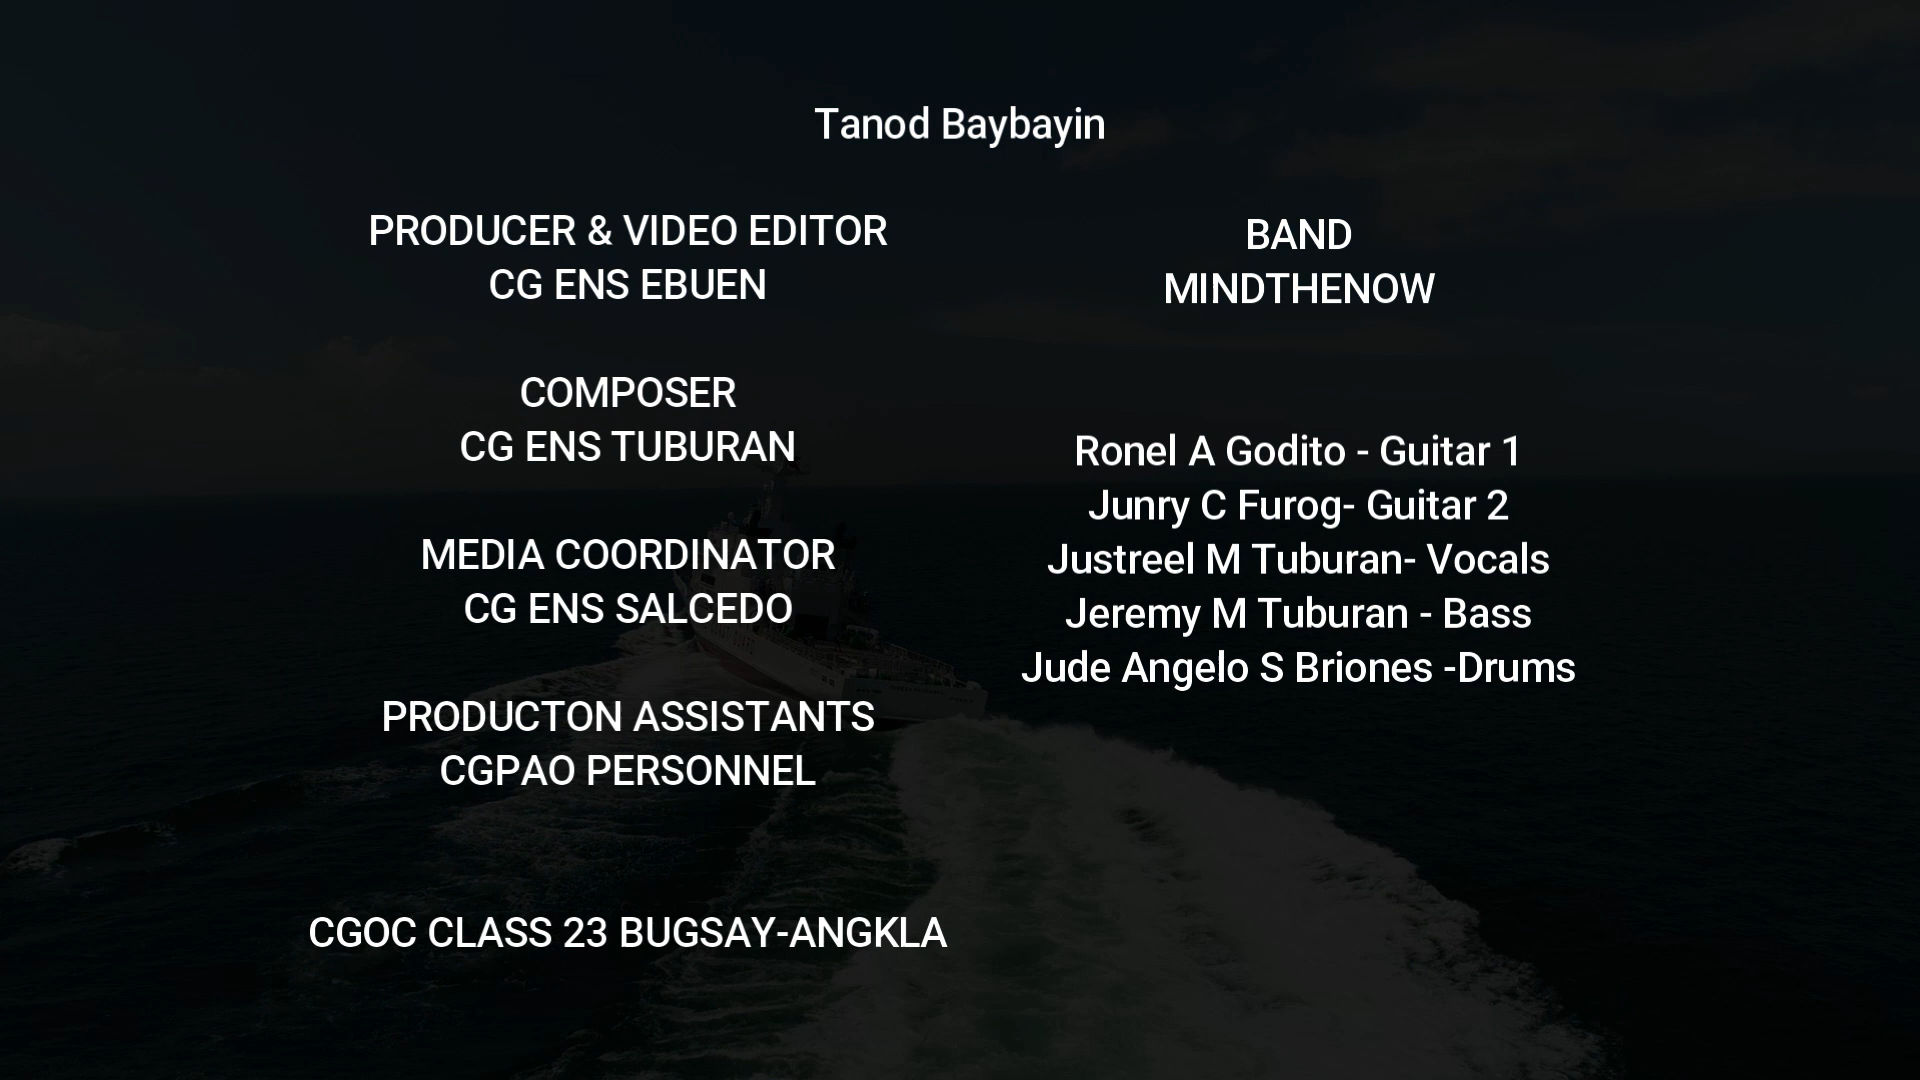 Tanod Baybayin
PRODUCER & VIDEO EDITOR
CG ENS EBUEN
COMPOSER
CG ENS TUBURAN
MEDIA COORDINATOR
CG ENS SALCEDO
PRODUCTON ASSISTANTS
CGPAO PERSONNEL
CGOC CLASS 23 BUGSAY-ANGKLA
BAND
MINDTHENOW
Ronel A Godito - Guitar 1
Junry C Furog- Guitar 2
Justreel M Tuburan- Vocals
Jeremy M Tuburan - Bass
Jude Angelo S Briones -Drums